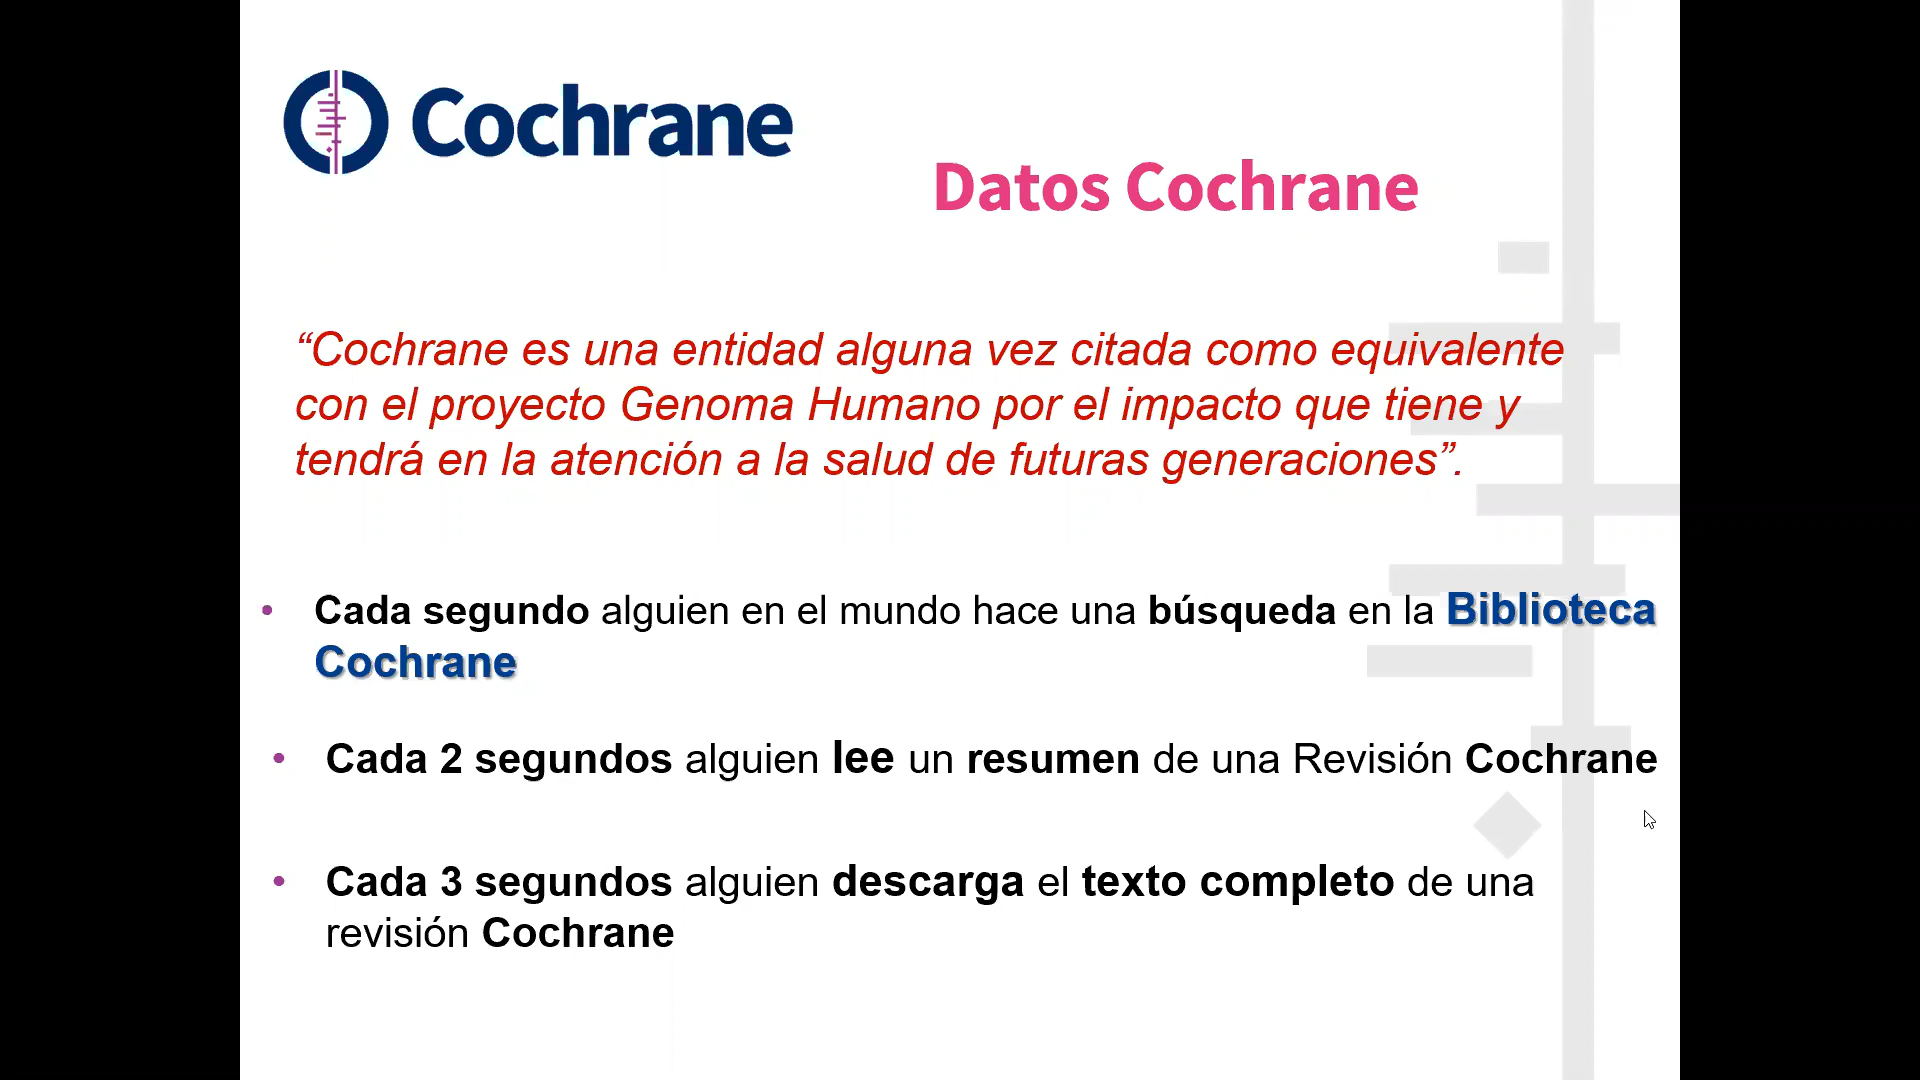 Cochrane
Datos Cochrane
“Cochrane es una entidad alguna vez citada como equivalente
con el proyecto Genoma Humano por el impacto que tiene y
tendrá en la atención a la salud de futuras generaciones”.
• Cada segundo alguien en el mundo hace una búsqueda en la Biblioteca
Cochrane
• Cada 2 segundos alguien lee un resumen de una Revisión Cochrane
• Cada 3 segundos alguien descarga el texto completo de una
revisión Cochrane